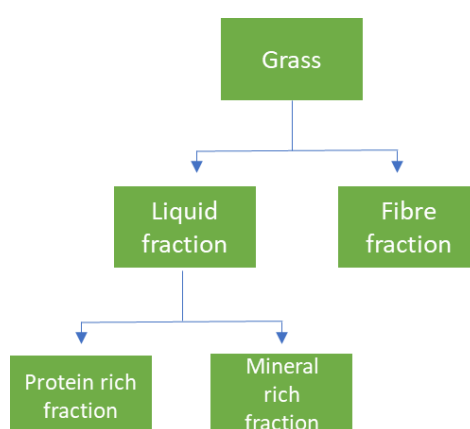 Grass
Liquid
fraction
Fibre
fraction
Protein rich
fraction
Mineral
rich
fraction